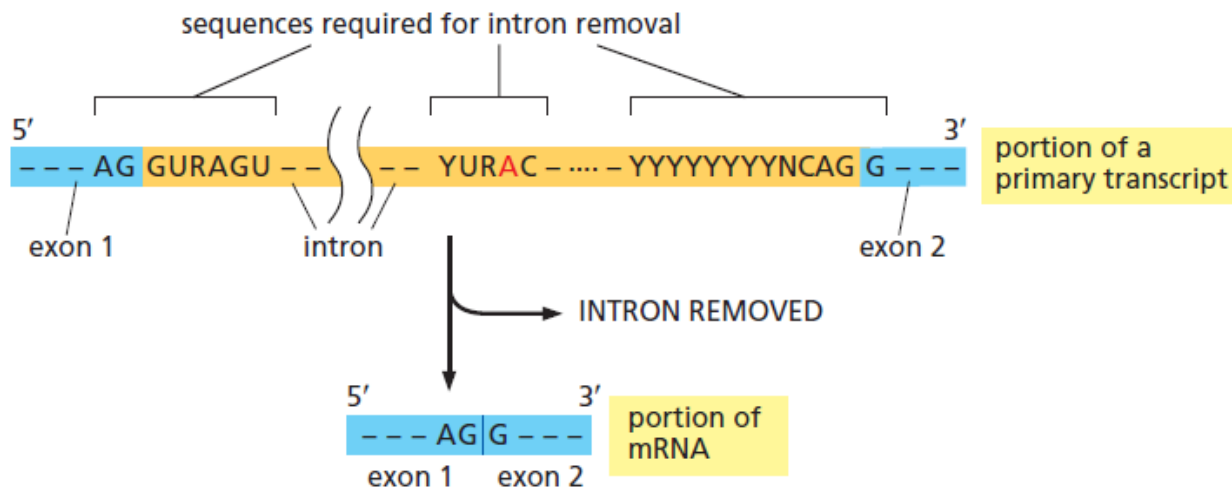 sequences required for intron removal
5′ 3′
– – – AG GURAGU – – – – YURAC – ···· – YYYYYYYYNCAG G – – –
portion of a
primary transcript
exon 1 intron exon 2
INTRON REMOVED
5′ 3′
– – – AG G – – –
portion of
mRNA
exon 1 exon 2